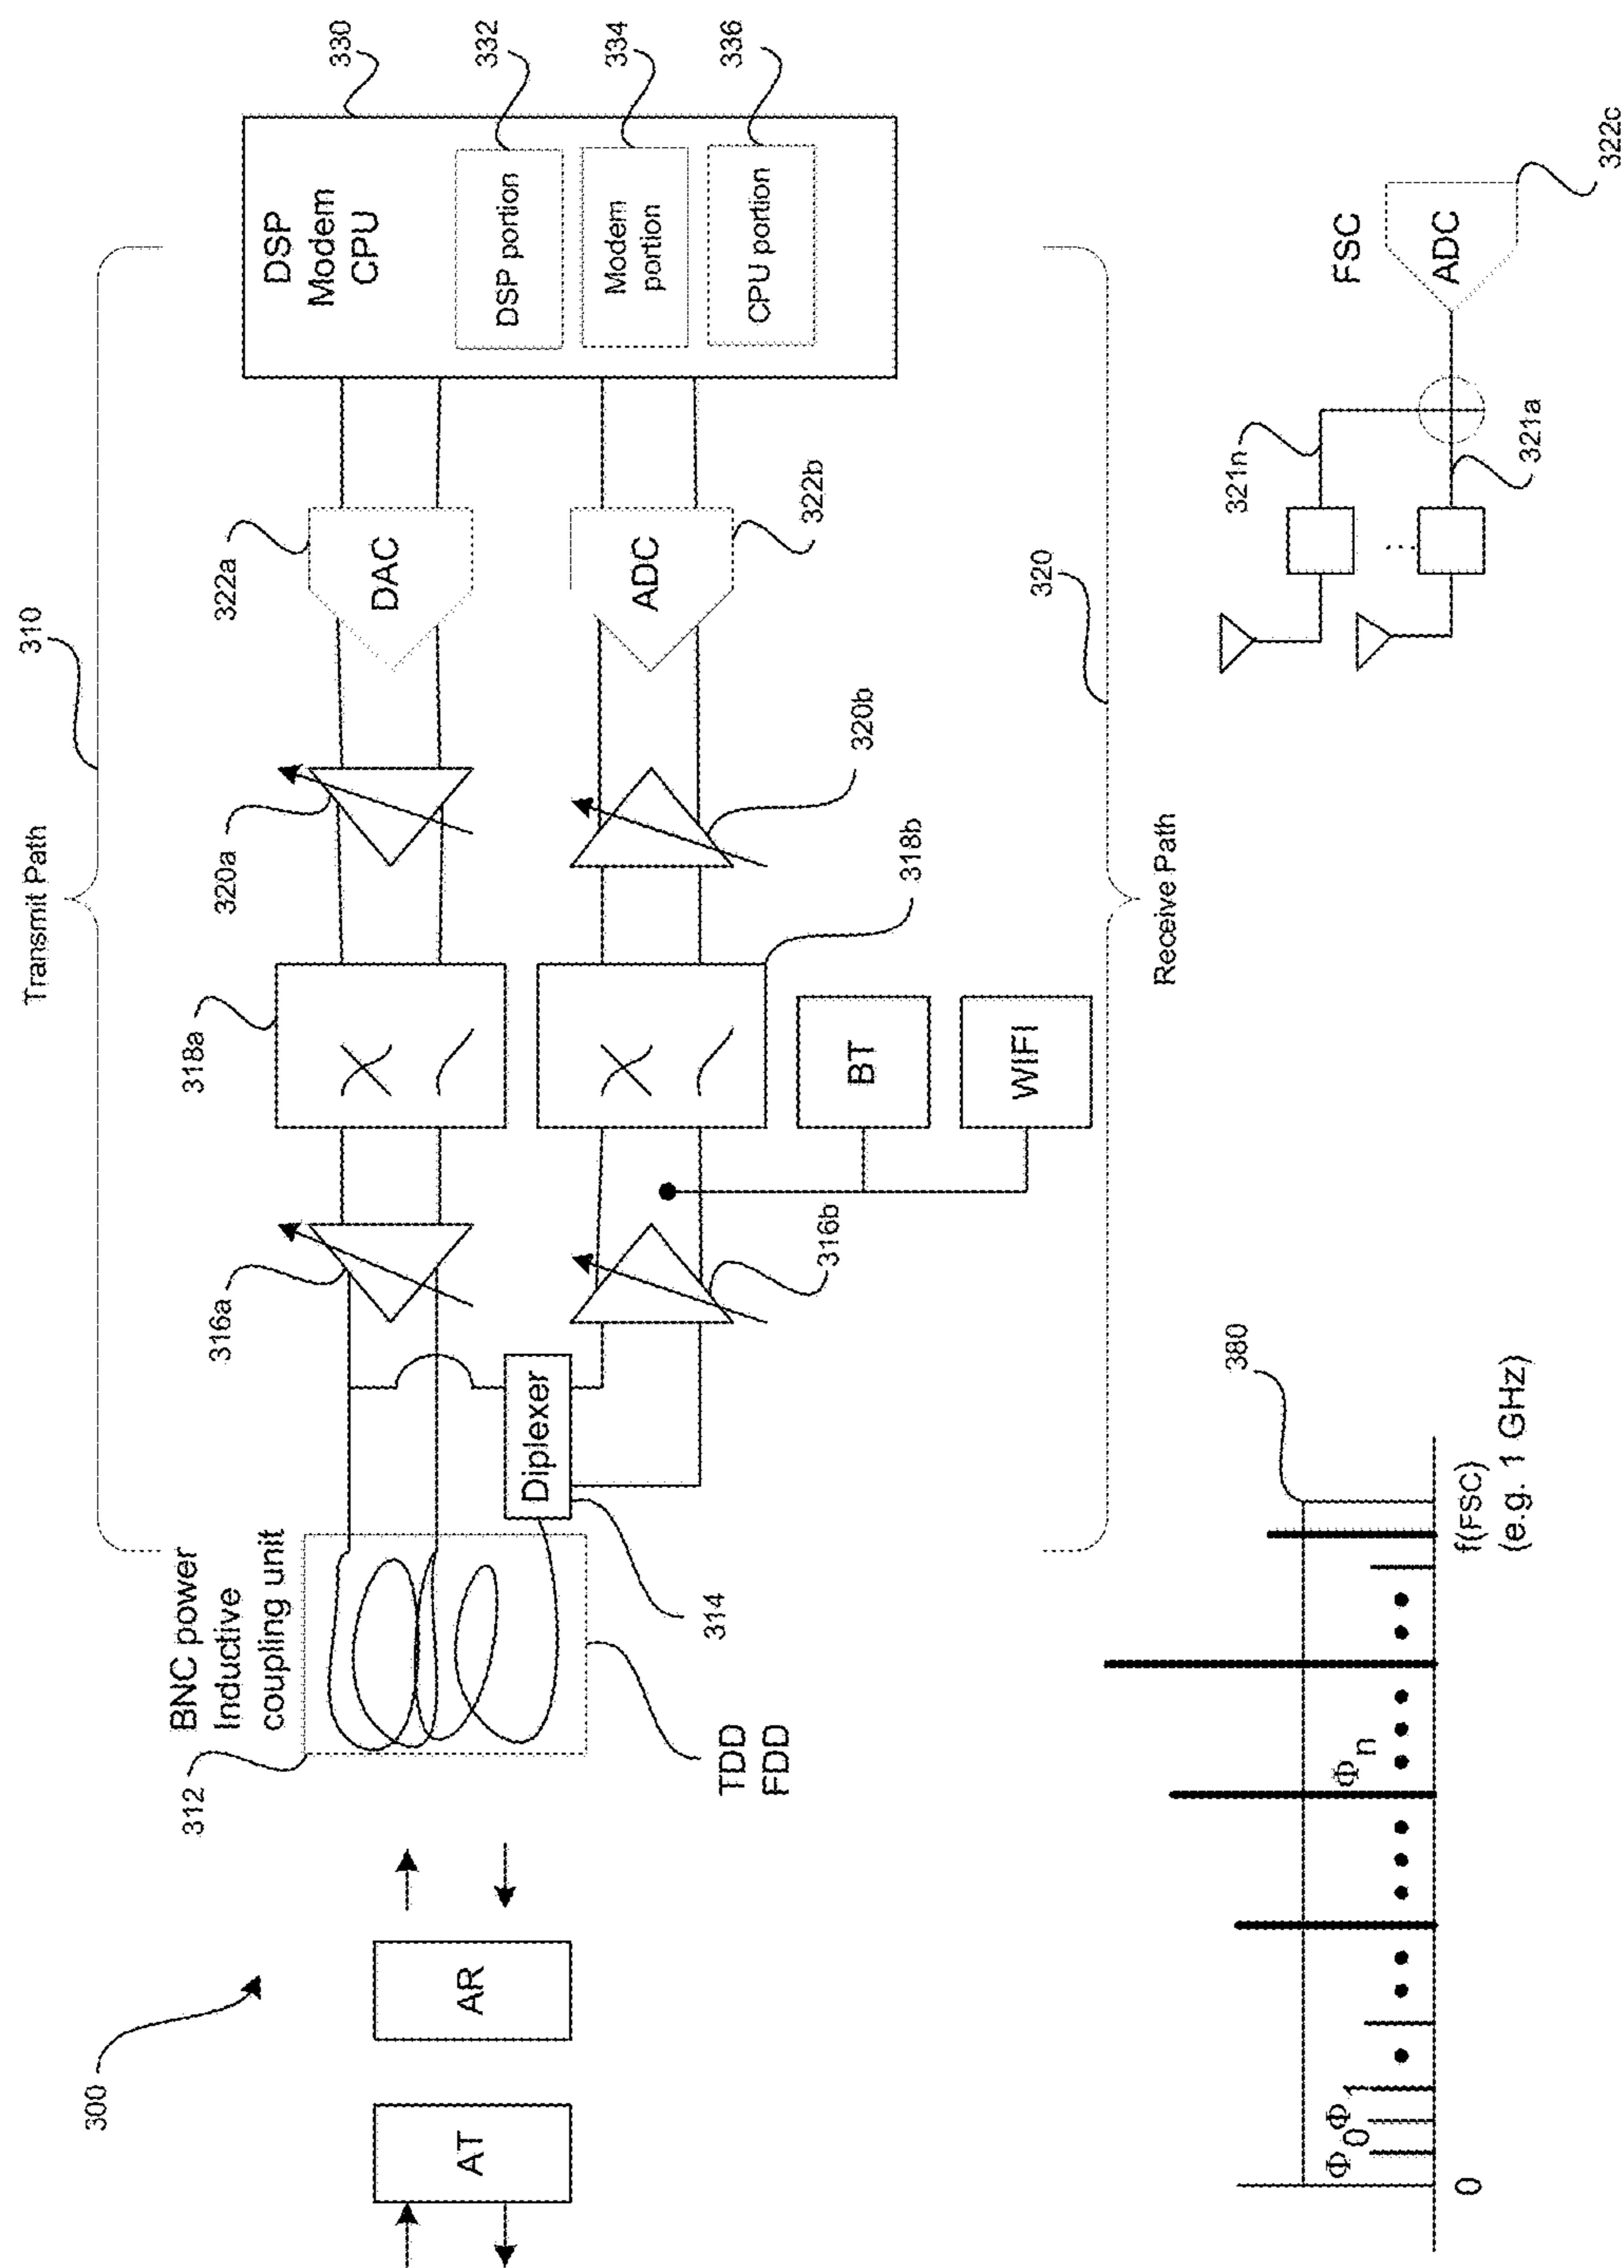 Transmit Path
310
330
332
334
336
322a
320a
318a
316a
BNC power
Inductive
coupling unit
312
300
DSP
Modem
CPU
DSP portion
Modem
portion
CPU portion
DAC
ADC
322b
320b
318b
316b
Diplexer
314
TDD
FDD
AT
AR
BT
WIFI
320
Receive Path
380
Φ0
Φ1
Φn
0
f(FSC)
(e.g. 1 GHz)
321n
321a
FSC
ADC
322c